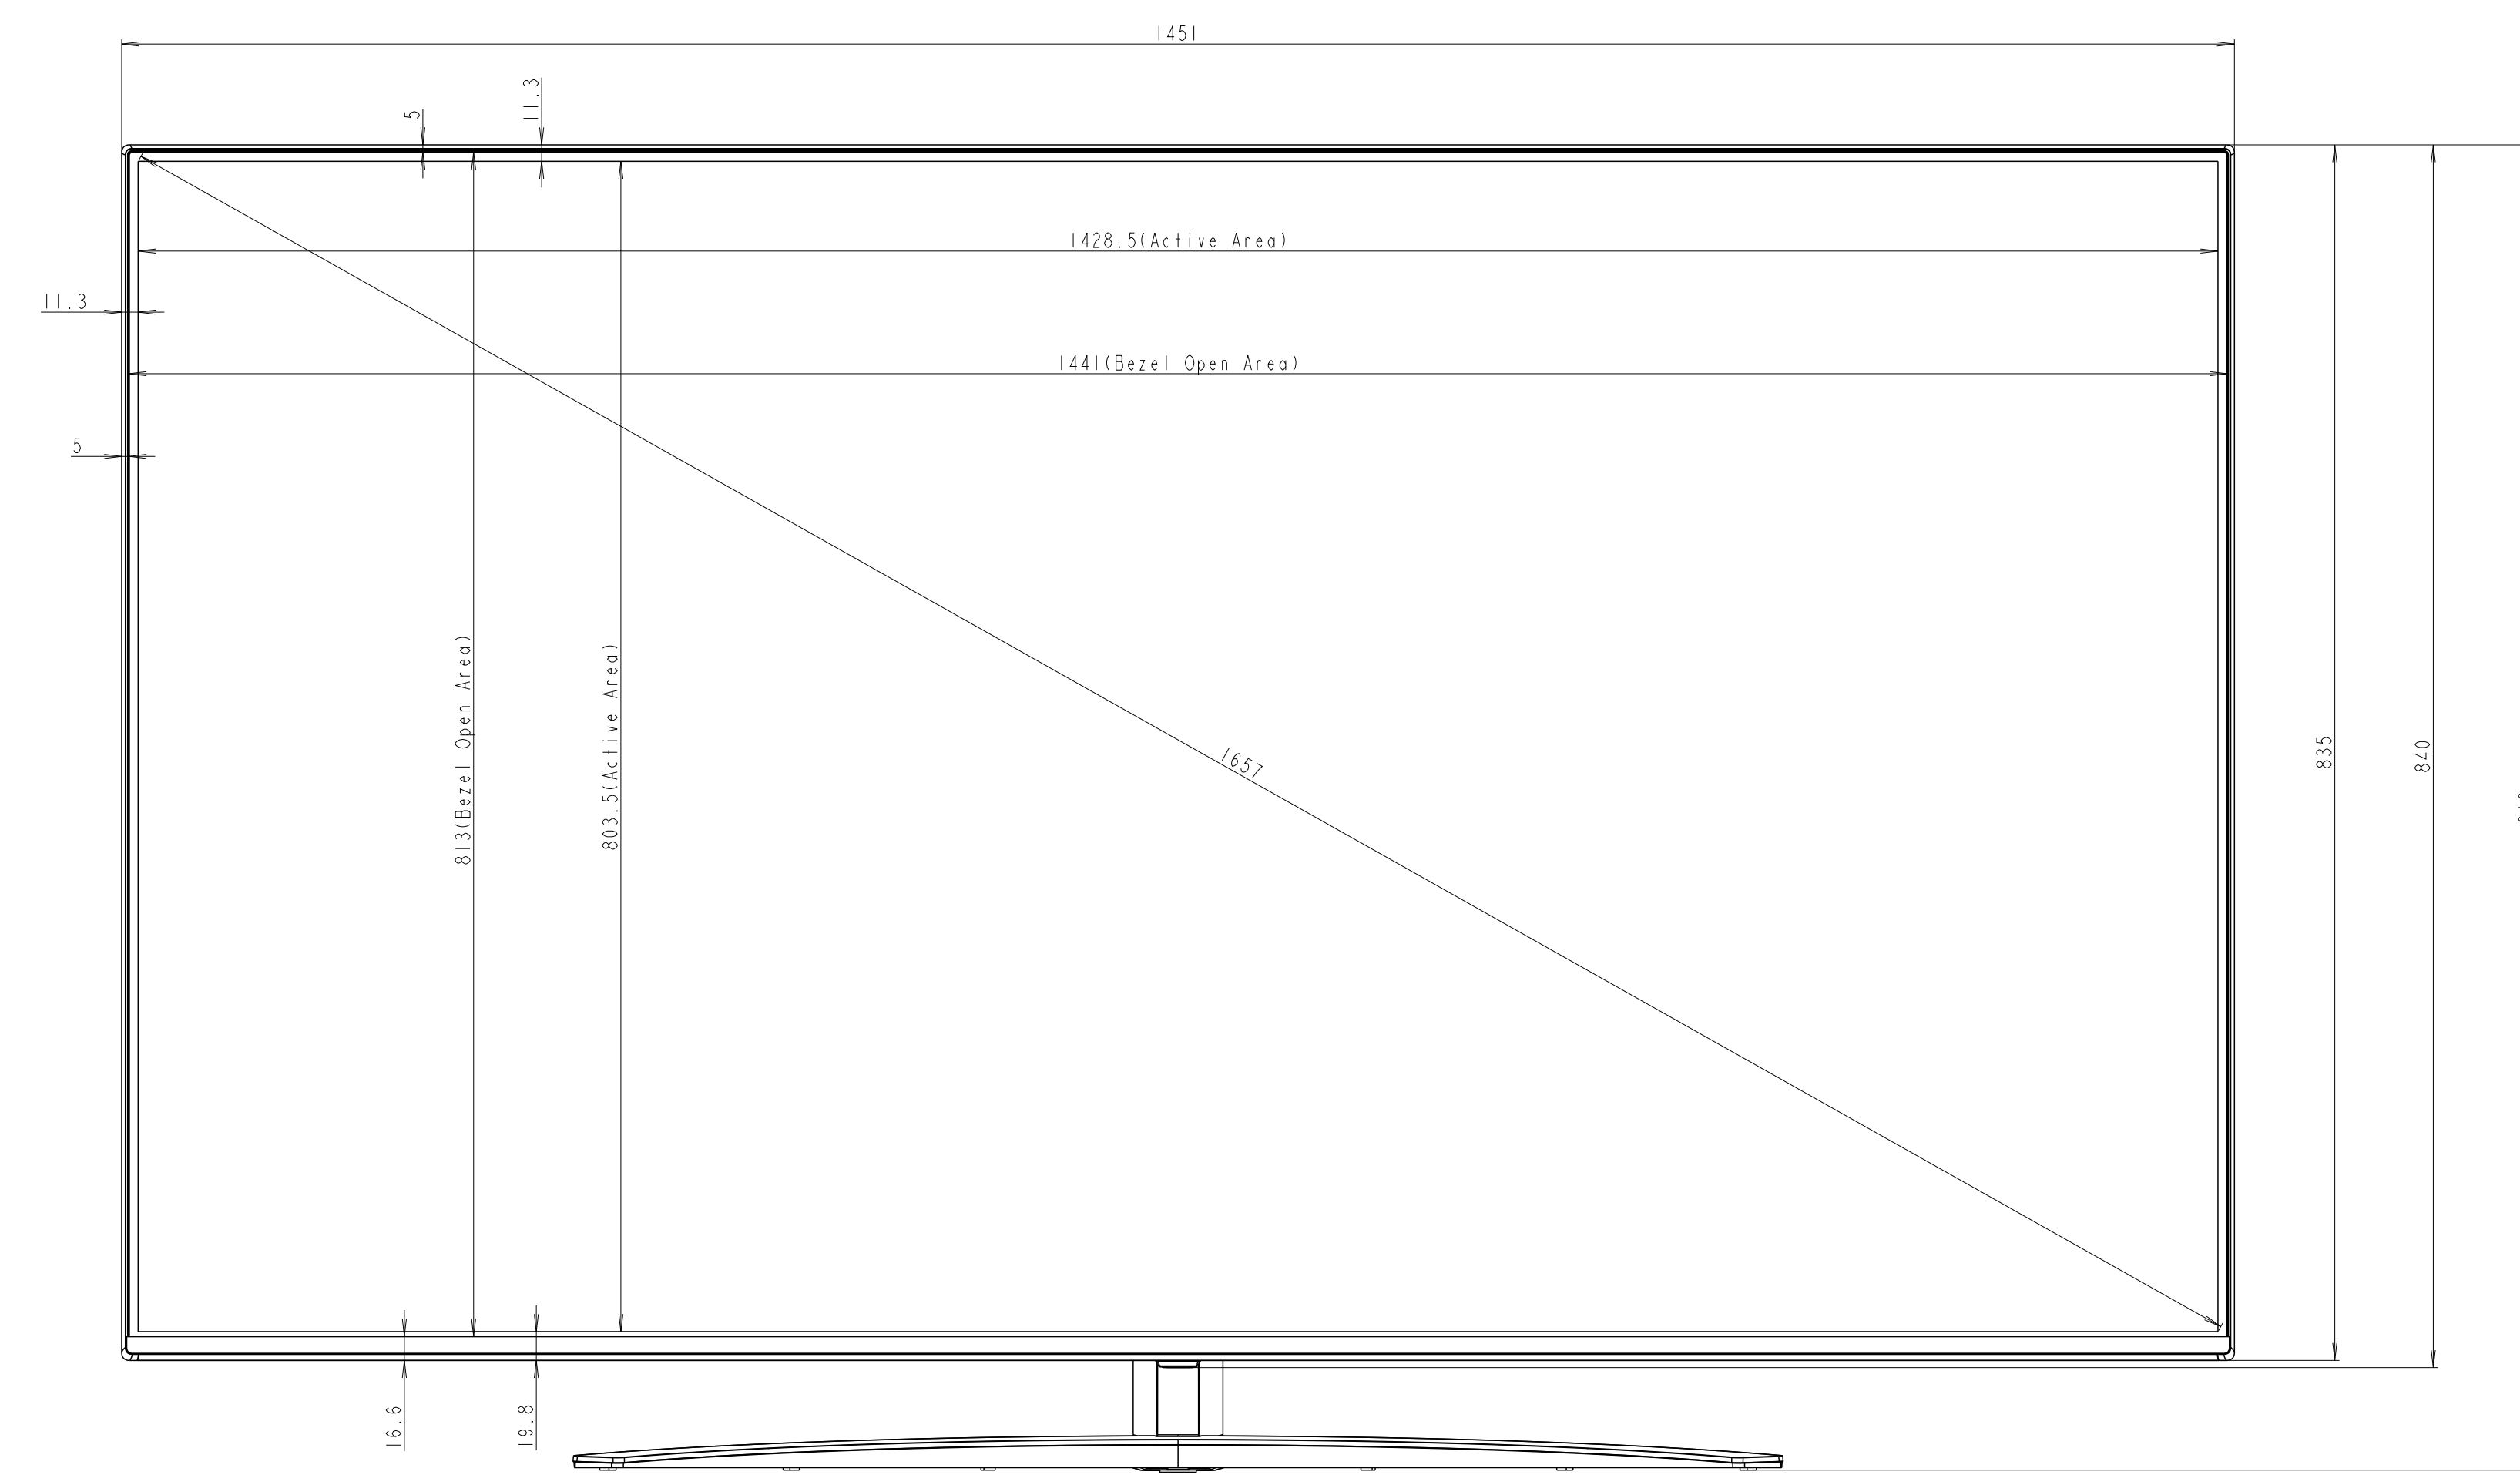 1451
5
11.3
1428.5(Active Area)
11.3
1441(Bezel Open Area)
5
813(Bezel Open Area)
803.5(Active Area)
1657
835
840
16.6
19.8